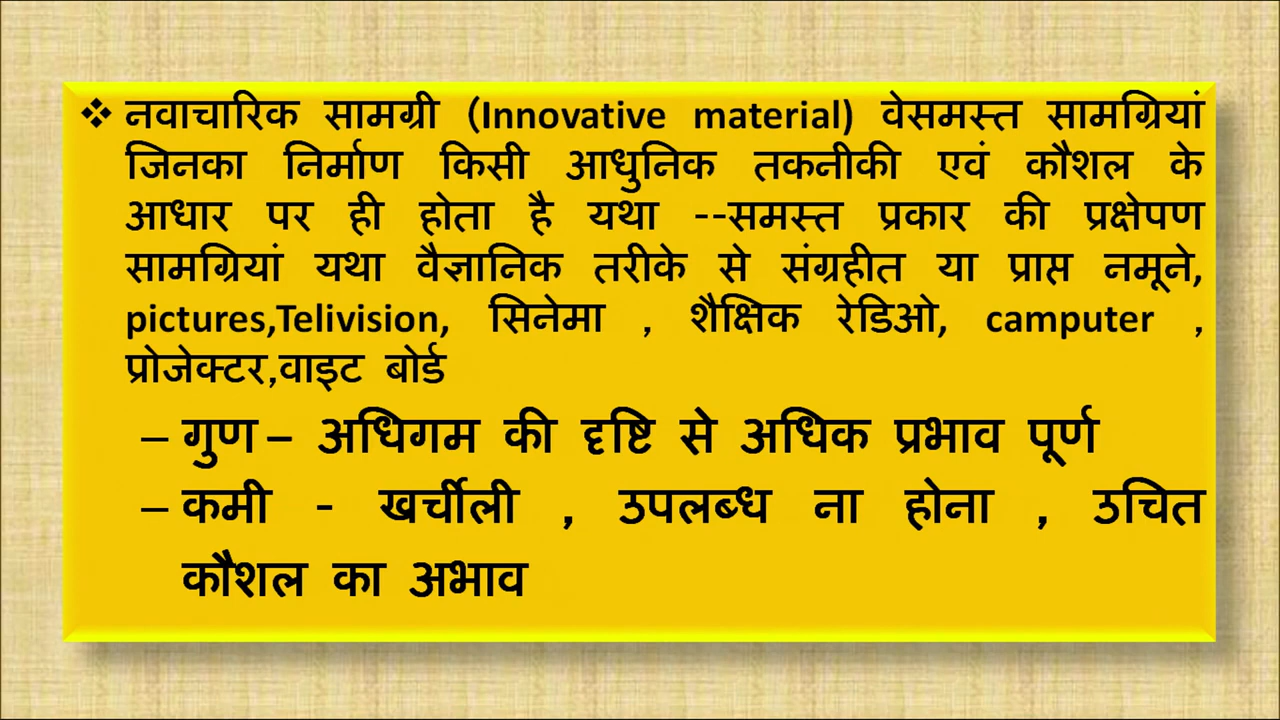 ❖ नवाचारिक सामग्री (Innovative material) वेसमस्त सामग्रियां
जिनका निर्माण किसी आधुनिक तकनीकी एवं कौशल के
आधार पर ही होता है यथा --समस्त प्रकार की प्रक्षेपण
सामग्रियां यथा वैज्ञानिक तरीके से संग्रहीत या प्राप्त नमूने,
pictures,Telivision, सिनेमा , शैक्षिक रेडिओ, camputer ,
प्रोजेक्टर,वाइट बोर्ड
– गुण – अधिगम की दृष्टि से अधिक प्रभाव पूर्ण
– कमी - खर्चीली , उपलब्ध ना होना , उचित
कौशल का अभाव